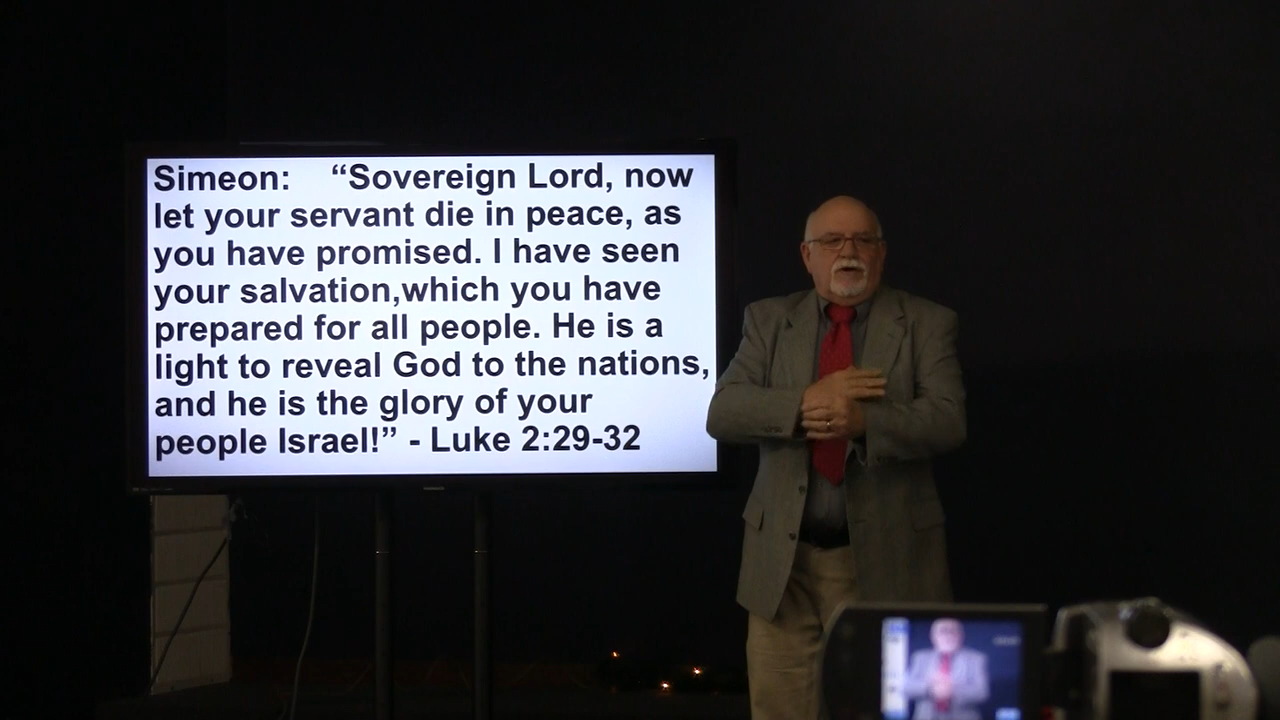 Simeon: “Sovereign Lord, now
let your servant die in peace, as
you have promised. I have seen
your salvation,which you have
prepared for all people. He is a
light to reveal God to the nations,
and he is the glory of your
people Israel!” - Luke 2:29-32